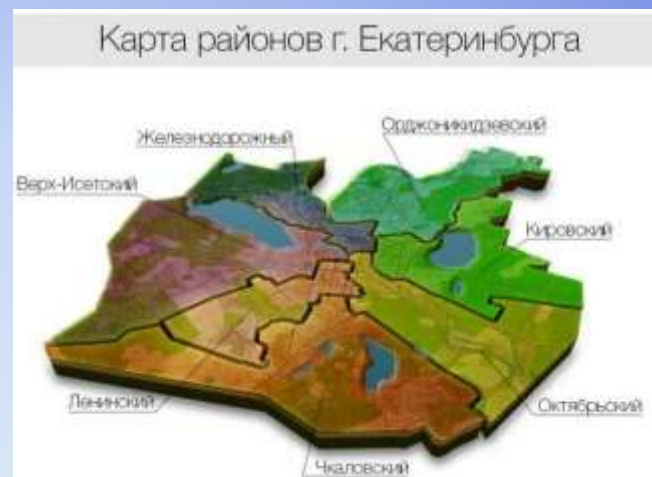 Карта районов г. Екатеринбурга
Железнодорожный
Орджоникидзевский
Верх-Исетский
Кировский
Ленинский
Октябрьский
Чкаловский